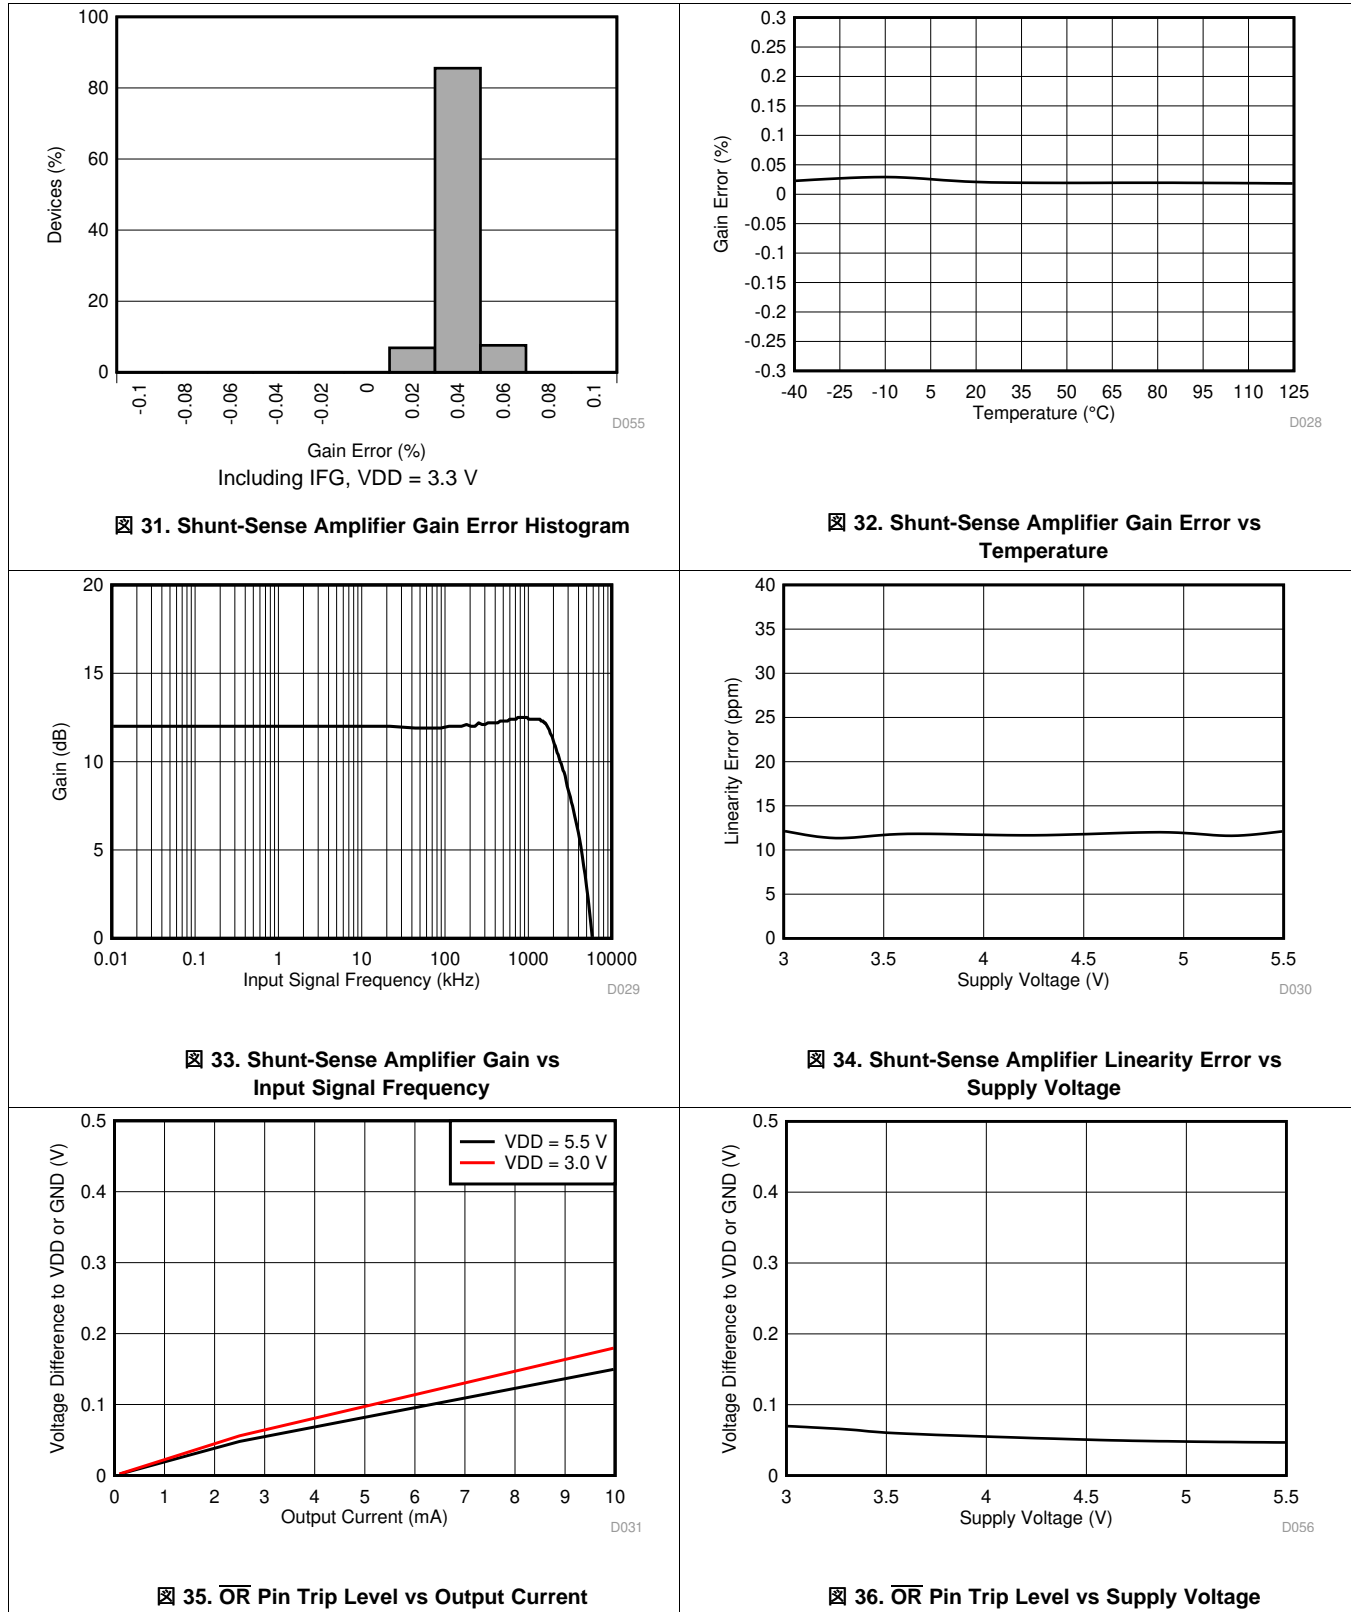 100
80
60
40
20
0
Devices (%)
-0.1
-0.08
-0.06
-0.04
-0.02
0
0.02
0.04
0.06
0.08
0.1
D055
Gain Error (%)
Including IFG, VDD = 3.3 V
図 31. Shunt-Sense Amplifier Gain Error Histogram
0.3
0.25
0.2
0.15
0.1
0.05
0
-0.05
-0.1
-0.15
-0.2
-0.25
-0.3
Gain Error (%)
-40 -25 -10 5 20 35 50 65 80 95 110 125
Temperature (°C)
D028
図 32. Shunt-Sense Amplifier Gain Error vs
Temperature
20
15
10
5
0
Gain (dB)
0.01 0.1 1 10 100 1000 10000
Input Signal Frequency (kHz)
D029
図 33. Shunt-Sense Amplifier Gain vs
Input Signal Frequency
40
35
30
25
20
15
10
5
0
Linearity Error (ppm)
3 3.5 4 4.5 5 5.5
Supply Voltage (V)
D030
図 34. Shunt-Sense Amplifier Linearity Error vs
Supply Voltage
0.5
0.4
0.3
0.2
0.1
0
Voltage Difference to VDD or GND (V)
VDD = 5.5 V
VDD = 3.0 V
0 1 2 3 4 5 6 7 8 9 10
Output Current (mA)
D031
図 35. O̅R̅ Pin Trip Level vs Output Current
0.5
0.4
0.3
0.2
0.1
0
Voltage Difference to VDD or GND (V)
3 3.5 4 4.5 5 5.5
Supply Voltage (V)
D056
図 36. O̅R̅ Pin Trip Level vs Supply Voltage